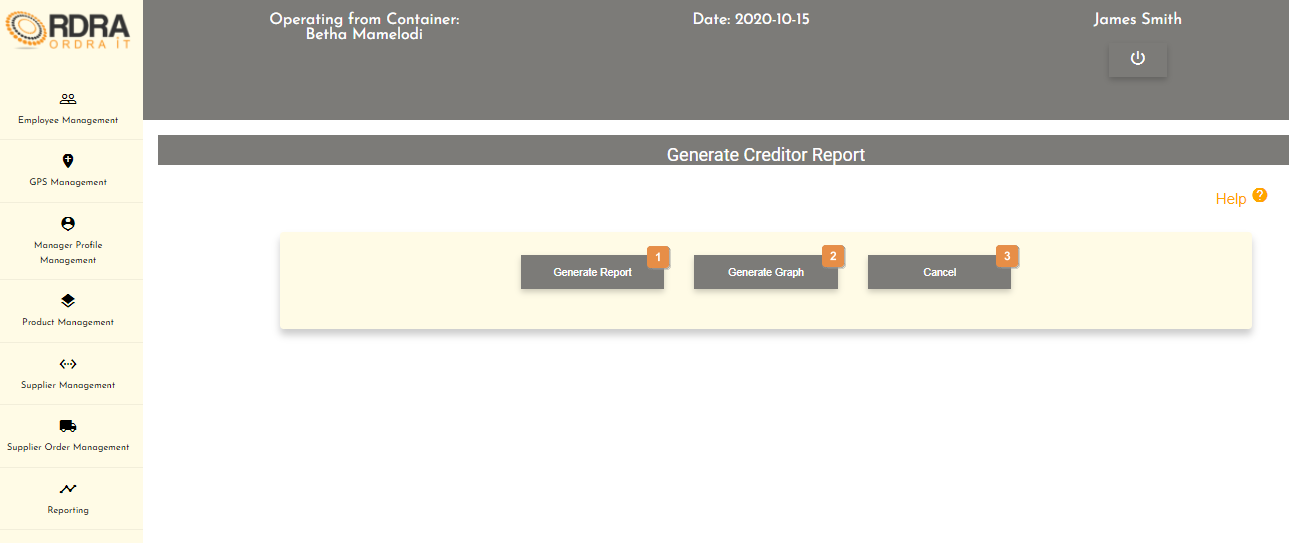 RDRA
ORDRA IT
Operating from Container:
Betha Mamelodi
Date: 2020-10-15
James Smith
Employee Management
GPS Management
Manager Profile
Management
Product Management
Supplier Management
Supplier Order Management
Reporting
Generate Creditor Report
Help ?
Generate Report 1
Generate Graph 2
Cancel 3